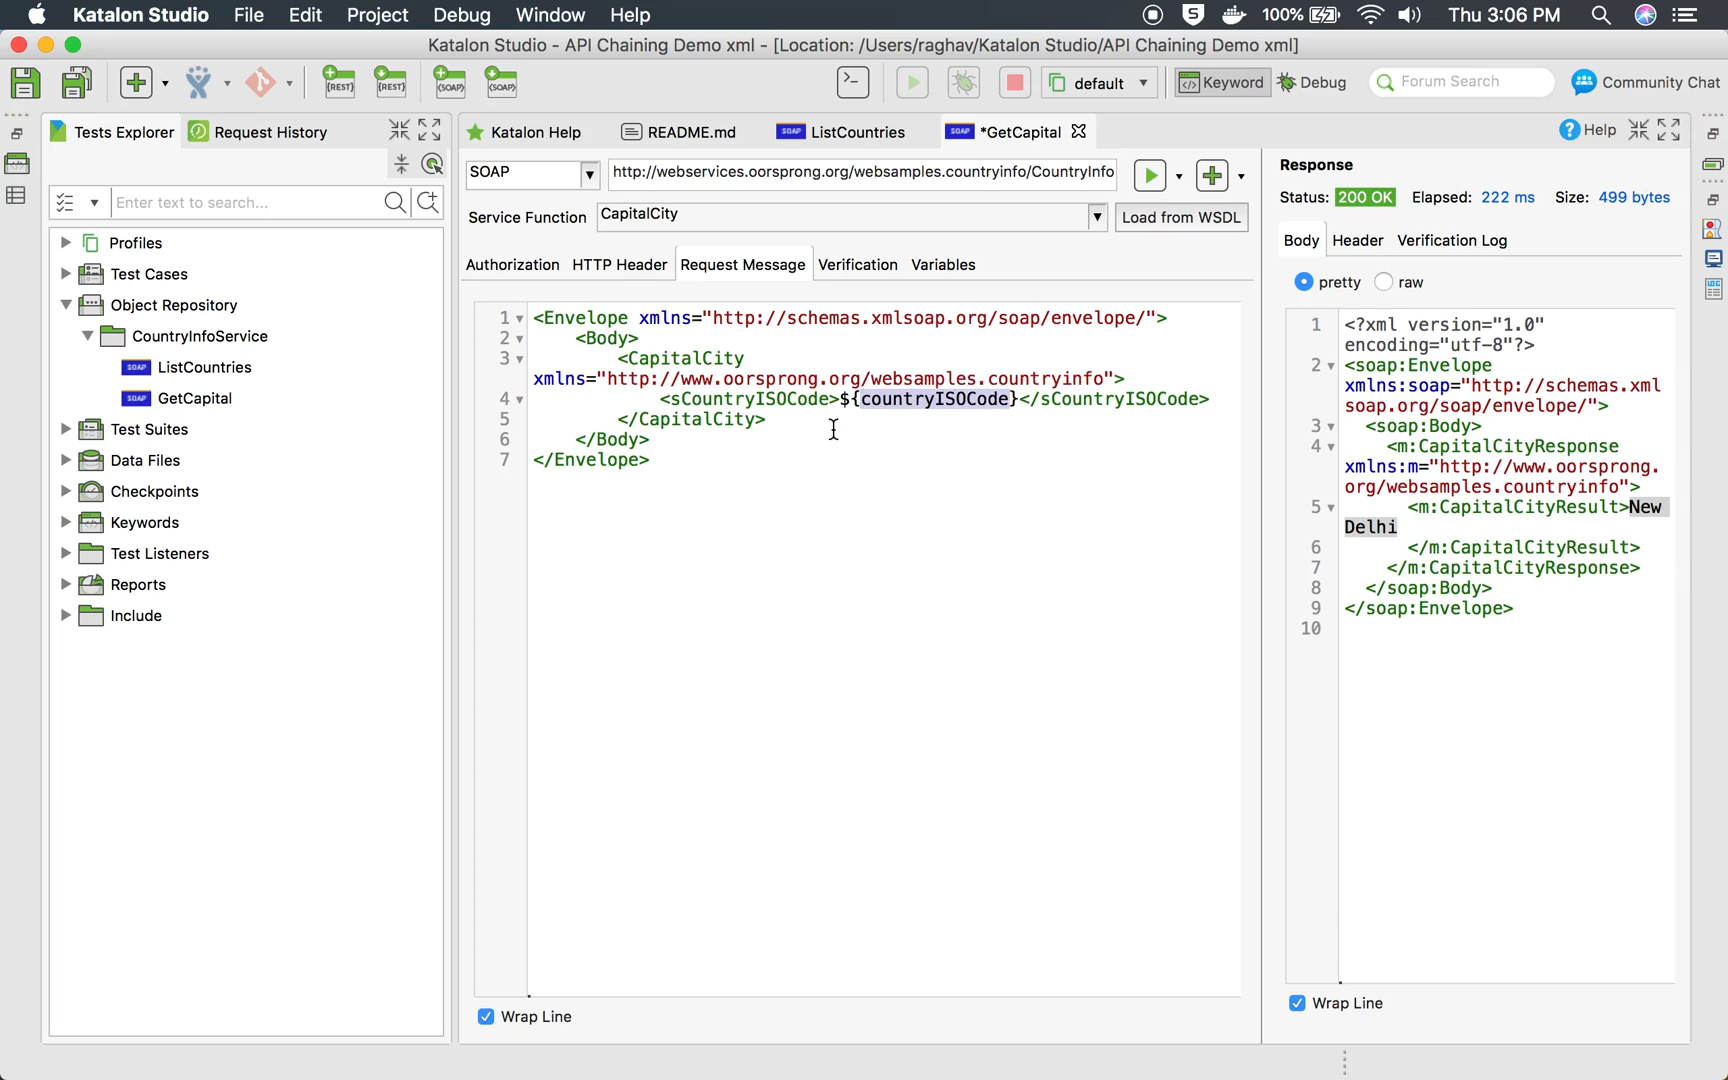 Katalon Studio File Edit Project Debug Window Help 100% Thu 3:06 PM
Katalon Studio - API Chaining Demo xml - [Location: /Users/raghav/Katalon Studio/API Chaining Demo xml]
{REST} {REST} {SOAP} {SOAP} default Keyword Debug Forum Search Community Chat
Tests Explorer Request History
Enter text to search...
Profiles
Test Cases
Object Repository
CountryInfoService
SOAP ListCountries
SOAP GetCapital
Test Suites
Data Files
Checkpoints
Keywords
Test Listeners
Reports
Include
Katalon Help README.md SOAP ListCountries SOAP *GetCapital Help
SOAP http://webservices.oorsprong.org/websamples.countryinfo/CountryInfo
Service Function CapitalCity Load from WSDL
Authorization HTTP Header Request Message Verification Variables
1 <Envelope xmlns="http://schemas.xmlsoap.org/soap/envelope/">
2 <Body>
3 <CapitalCity
xmlns="http://www.oorsprong.org/websamples.countryinfo">
4 <sCountryISOCode>${countryISOCode}</sCountryISOCode>
5 </CapitalCity>
6 </Body>
7 </Envelope>
Wrap Line
Response
Status: 200 OK Elapsed: 222 ms Size: 499 bytes
Body Header Verification Log
pretty raw
1 <?xml version="1.0"
encoding="utf-8"?>
2 <soap:Envelope
xmlns:soap="http://schemas.xml
soap.org/soap/envelope/">
3 <soap:Body>
4 <m:CapitalCityResponse
xmlns:m="http://www.oorsprong.
org/websamples.countryinfo">
5 <m:CapitalCityResult>New
Delhi
6 </m:CapitalCityResult>
7 </m:CapitalCityResponse>
8 </soap:Body>
9 </soap:Envelope>
10
Wrap Line